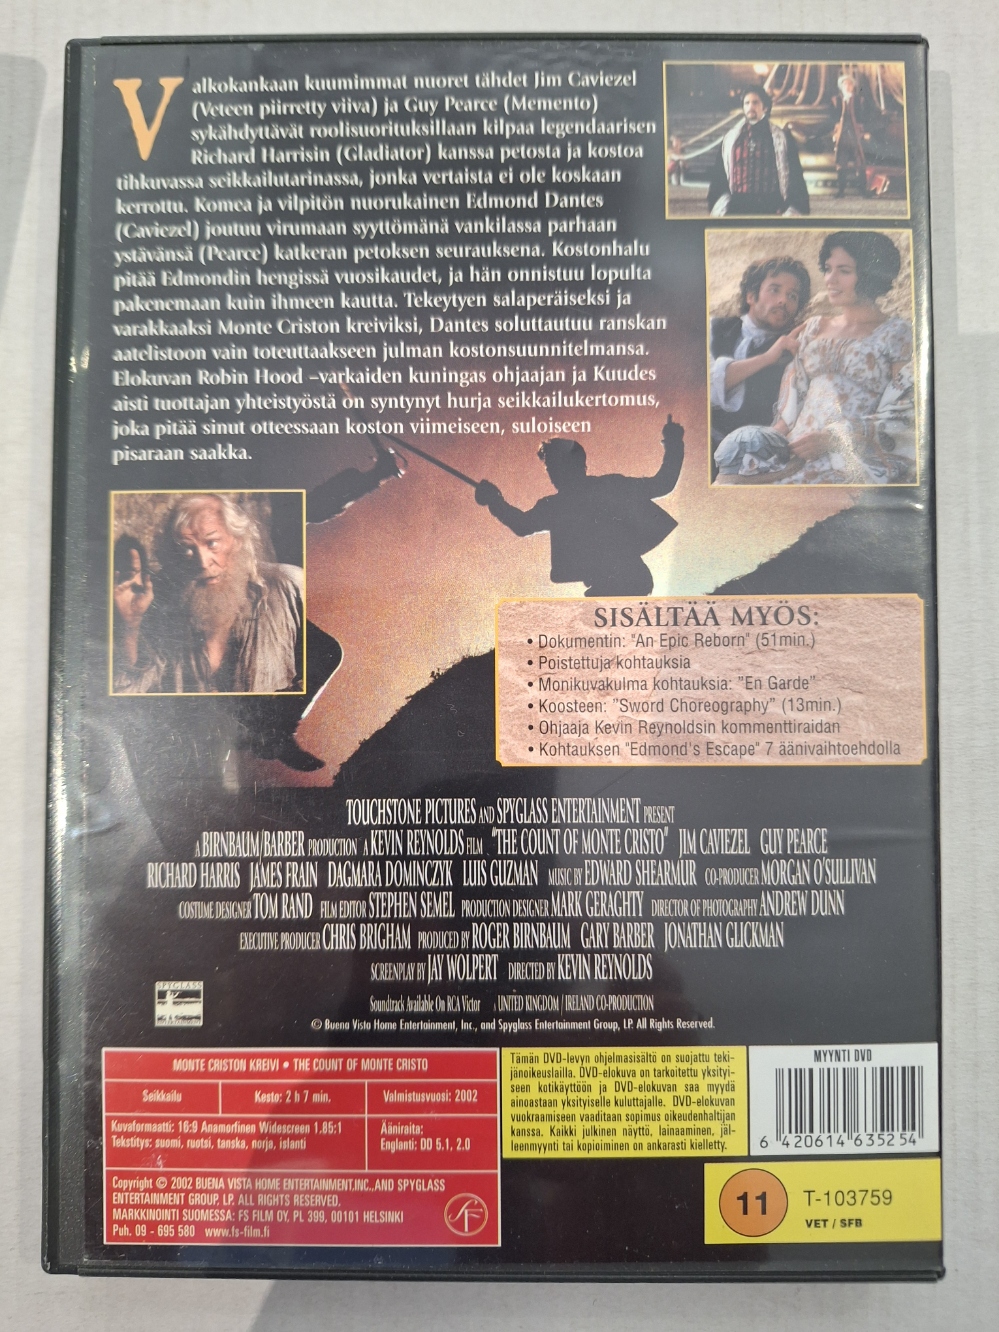 Valkokankaan kuumimmat nuoret tähdet Jim Caviezel
(Veteen piirretty viiva) ja Guy Pearce (Memento)
sykähdyttävät roolisuorituksillaan kilpaa legendaarisen
Richard Harrisin (Gladiator) kanssa petosta ja kostoa
tihkuvassa seikkailutarinassa, jonka vertaista ei ole koskaan
kerrottu. Komea ja vilpitön nuorukainen Edmond Dantes
(Caviezel) joutuu virumaan syyttömänä vankilassa parhaan
ystävänsä (Pearce) katkeran petoksen seurauksena. Kostonhalu
pitää Edmondin hengissä vuosikaudet, ja hän onnistuu lopulta
pakenemaan kuin ihmeen kautta. Tekeytyen salaperäiseksi ja
varakkaaksi Monte Criston kreiviksi, Dantes soluttautuu ranskan
aatelistoon vain toteuttaakseen julman kostonsuunnitelmansa.
Elokuvan Robin Hood –varkaiden kuningas ohjaajan ja Kuudes
aisti tuottajan yhteistyöstä on syntynyt hurja seikkailukertomus,
joka pitää sinut otteessaan koston viimeiseen, suloiseen
pisaraan saakka.
SISÄLTÄÄ MYÖS:
• Dokumentin: "An Epic Reborn" (51min.)
• Poistettuja kohtauksia
• Monikuvakulma kohtauksia: "En Garde"
• Koosteen: "Sword Choreography" (13min.)
• Ohjaaja Kevin Reynoldsin kommenttiraidan
• Kohtauksen "Edmond's Escape" 7 äänivaihtoehdolla
TOUCHSTONE PICTURES AND SPYGLASS ENTERTAINMENT PRESENT
A BIRNBAUM/BARBER PRODUCTION A KEVIN REYNOLDS FILM "THE COUNT OF MONTE CRISTO" JIM CAVIEZEL GUY PEARCE
RICHARD HARRIS JAMES FRAIN DAGMARA DOMINCZYK LUIS GUZMAN MUSIC BY EDWARD SHEARMUR CO-PRODUCER MORGAN O'SULLIVAN
COSTUME DESIGNER TOM RAND FILM EDITOR STEPHEN SEMEL PRODUCTION DESIGNER MARK GERAGHTY DIRECTOR OF PHOTOGRAPHY ANDREW DUNN
EXECUTIVE PRODUCER CHRIS BRIGHAM PRODUCED BY ROGER BIRNBAUM GARY BARBER JONATHAN GLICKMAN
SCREENPLAY BY JAY WOLPERT DIRECTED BY KEVIN REYNOLDS
SPYGLASS
ENTERTAINMENT
Soundtrack Available On RCA Victor A UNITED KINGDOM / IRELAND CO-PRODUCTION
© Buena Vista Home Entertainment, Inc., and Spyglass Entertainment Group, LP. All Rights Reserved.
MONTE CRISTON KREIVI • THE COUNT OF MONTE CRISTO
Seikkailu Kesto: 2 h 7 min. Valmistusvuosi: 2002
Kuvaformaatti: 16:9 Anamorfinen Widescreen 1.85:1
Tekstitys: suomi, ruotsi, tanska, norja, islanti
Ääniraita:
Englanti: DD 5.1, 2.0
Copyright © 2002 BUENA VISTA HOME ENTERTAINMENT,INC.,AND SPYGLASS
ENTERTAINMENT GROUP, LP. ALL RIGHTS RESERVED.
MARKKINOINTI SUOMESSA: FS FILM OY, PL 399, 00101 HELSINKI
Puh. 09 - 695 580 www.fs-film.fi
SF
Tämän DVD-levyn ohjelmasisältö on suojattu teki-
jänoikeuslailla. DVD-elokuva on tarkoitettu yksityi-
seen kotikäyttöön ja DVD-elokuvan saa myydä
ainoastaan yksityiselle kuluttajalle. DVD-elokuvan
vuokraamiseen vaaditaan sopimus oikeudenhaltijan
kanssa. Kaikki julkinen näyttö, lainaaminen, jäl-
leenmyynti tai kopioiminen on ankarasti kielletty.
MYYNTI DVD
6 420614 635254
11
T-103759
VET / SFB